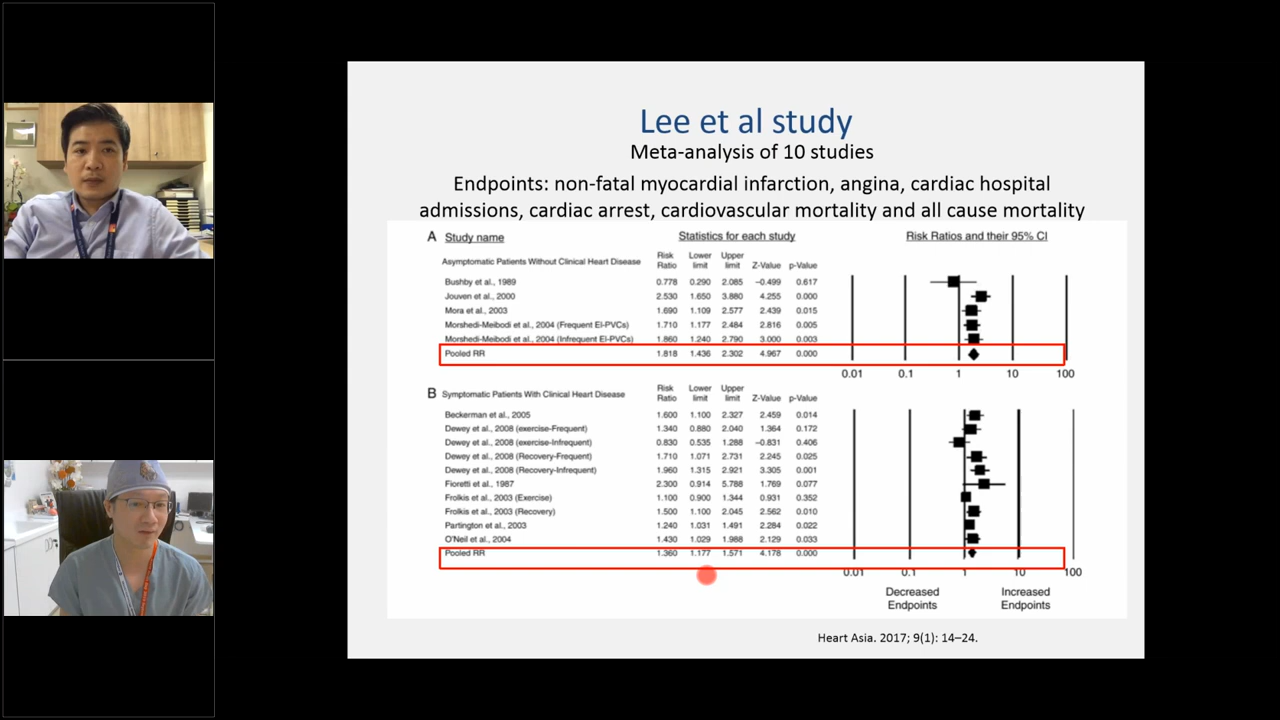 Lee et al study
Meta-analysis of 10 studies
Endpoints: non-fatal myocardial infarction, angina, cardiac hospital
admissions, cardiac arrest, cardiovascular mortality and all cause mortality
A Study name Statistics for each study Risk Ratios and their 95% CI
Asymptomatic Patients Without Clinical Heart Disease
Risk Ratio Lower limit Upper limit Z-Value p-Value
Bushby et al., 1989 0.778 0.290 2.085 −0.499 0.617
Jouven et al., 2000 2.530 1.650 3.880 4.255 0.000
Mora et al., 2003 1.690 1.109 2.577 2.439 0.015
Morshedi-Meibodi et al., 2004 (Frequent EI-PVCs) 1.710 1.177 2.484 2.816 0.005
Morshedi-Meibodi et al., 2004 (Infrequent EI-PVCs) 1.860 1.240 2.790 3.000 0.003
Pooled RR 1.818 1.436 2.302 4.967 0.000
0.01 0.1 1 10 100
B Symptomatic Patients With Clinical Heart Disease
Risk Ratio Lower limit Upper limit Z-Value p-Value
Beckerman et al., 2005 1.600 1.100 2.327 2.459 0.014
Dewey et al., 2008 (exercise-Frequent) 1.340 0.880 2.040 1.364 0.172
Dewey et al., 2008 (exercise-Infrequent) 0.830 0.535 1.288 −0.831 0.406
Dewey et al., 2008 (Recovery-Frequent) 1.710 1.071 2.731 2.245 0.025
Dewey et al., 2008 (Recovery-Infrequent) 1.960 1.315 2.921 3.305 0.001
Fioretti et al., 1987 2.300 0.914 5.788 1.769 0.077
Frolkis et al., 2003 (Exercise) 1.100 0.900 1.344 0.931 0.352
Frolkis et al., 2003 (Recovery) 1.500 1.100 2.045 2.562 0.010
Partington et al., 2003 1.240 1.031 1.491 2.284 0.022
O'Neil et al., 2004 1.430 1.029 1.988 2.129 0.033
Pooled RR 1.360 1.177 1.571 4.178 0.000
0.01 0.1 1 10 100
Decreased Endpoints Increased Endpoints
Heart Asia. 2017; 9(1): 14–24.